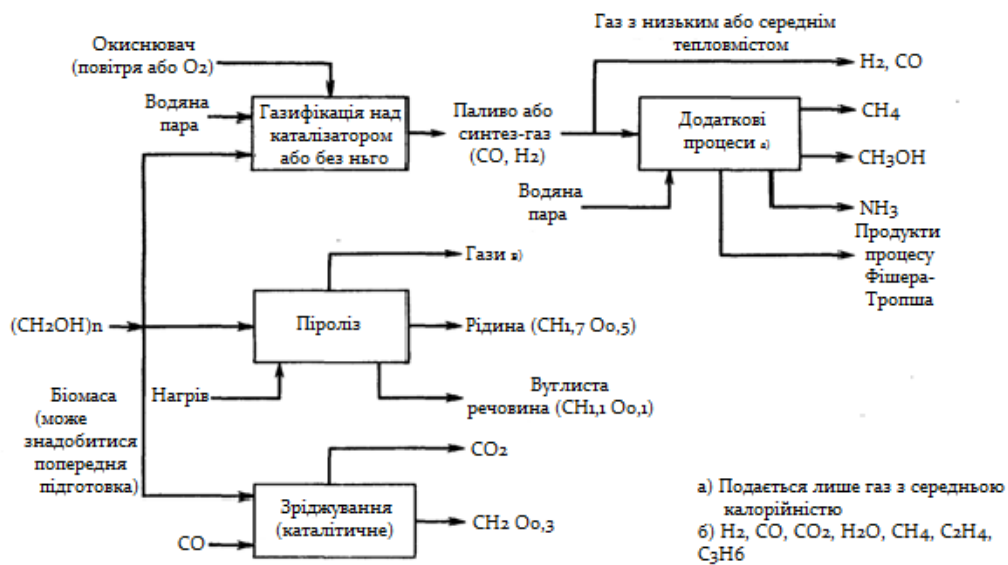 Газ з низьким або середнім
тепловмістом
Окиснювач
(повітря або O2)
H2, CO
Водяна
пара
Газифікація над
каталізатором
або без нього
Паливо або
синтез-газ
(CO, H2)
Додаткові
процеси а)
CH4
CH3OH
Водяна
пара
NH3
Продукти
процесу
Фішера-
Тропша
Гази в)
(CH2OH)n
Піроліз
Рідина (CH1,7 O0,5)
Біомаса
(може
знадобитися
попередня
підготовка)
Нагрів
Вуглиста
речовина (CH1,1 O0,1)
CO2
Зріджування
(каталітичне)
CH2 O0,3
CO
а) Подається лише газ з середньою
калорійністю
б) H2, CO, CO2, H2O, CH4, C2H4,
C3H6